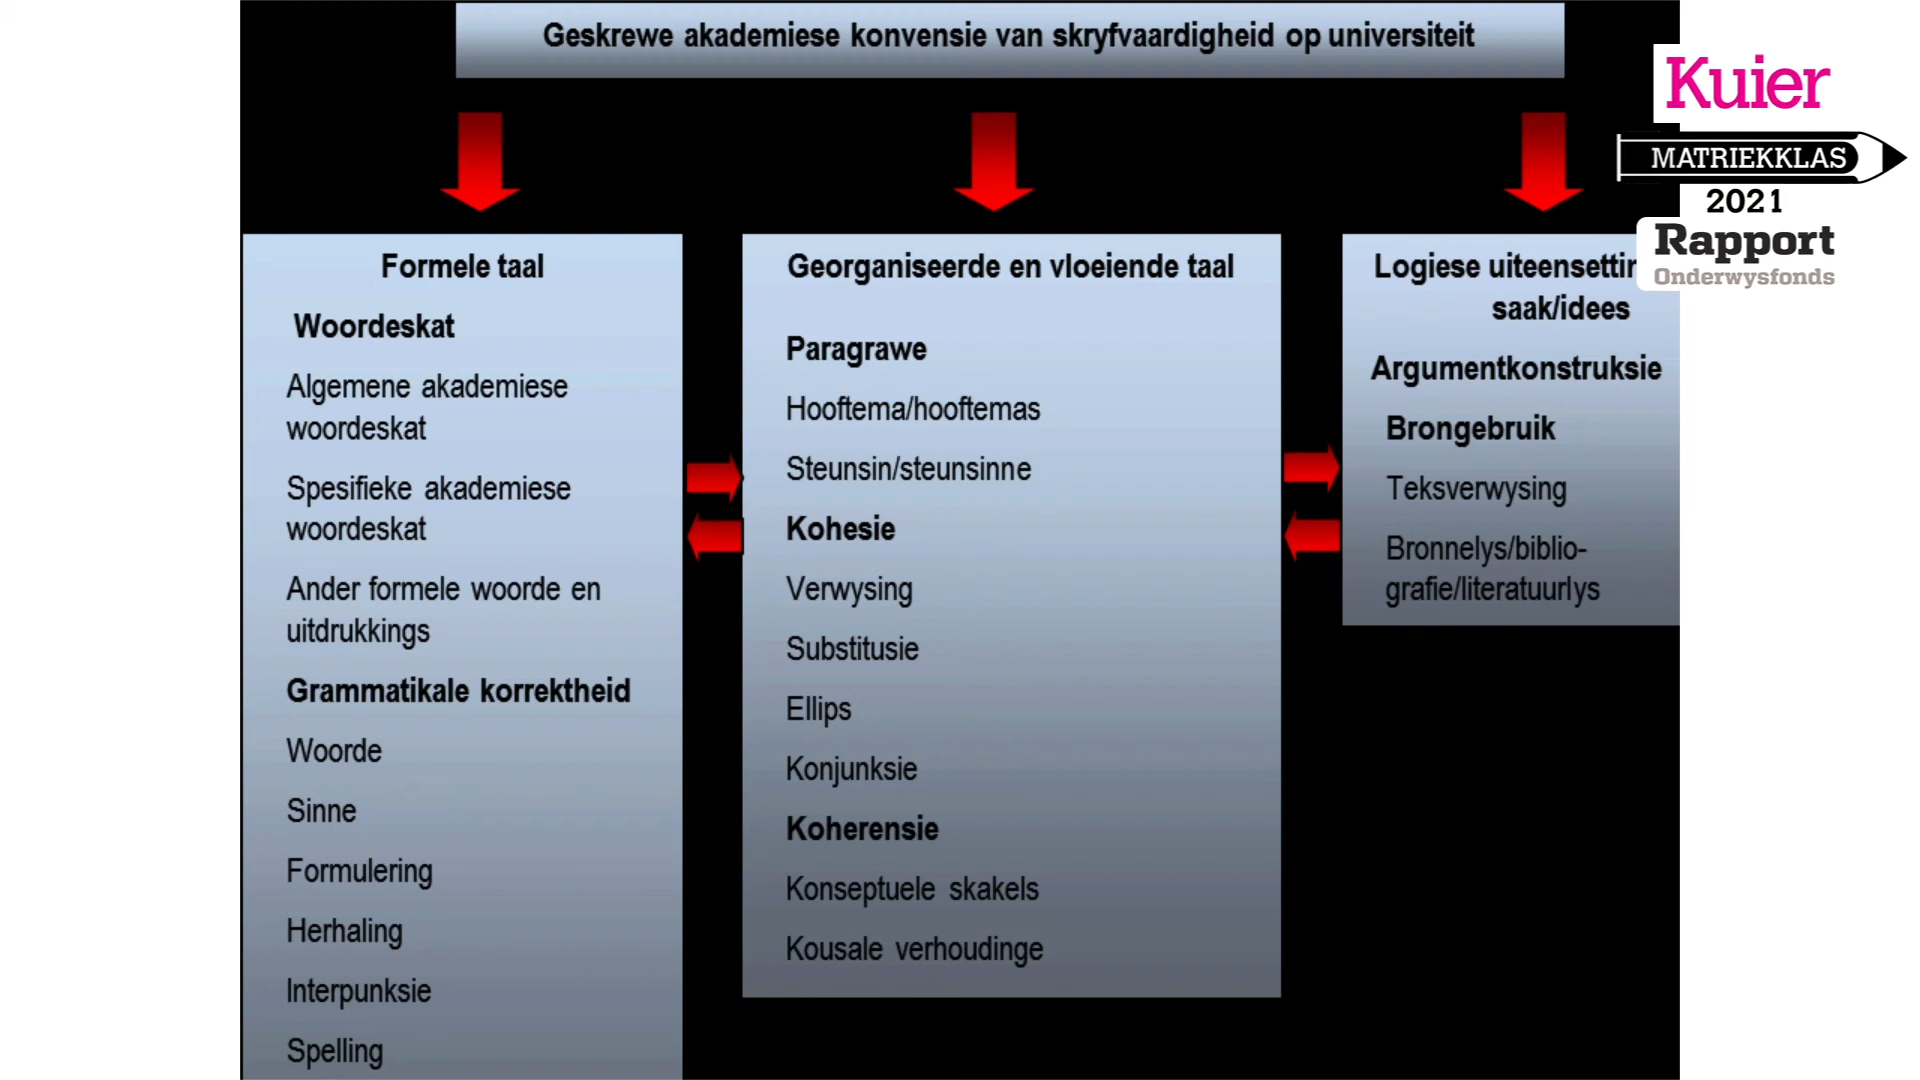 Geskrewe akademiese konvensie van skryfvaardigheid op universiteit
Kuier
MATRIEKKLAS
2021
Rapport
Onderwysfonds
Formele taal
Woordeskat
Algemene akademiese
woordeskat
Spesifieke akademiese
woordeskat
Ander formele woorde en
uitdrukkings
Grammatikale korrektheid
Woorde
Sinne
Formulering
Herhaling
Interpunksie
Spelling
Georganiseerde en vloeiende taal
Paragrawe
Hooftema/hooftemas
Steunsin/steunsinne
Kohesie
Verwysing
Substitusie
Ellips
Konjunksie
Koherensie
Konseptuele skakels
Kousale verhoudinge
Logiese
saak/idees
Argumentkonstruksie
Brongebruik
Teksverwysing
Bronnelys/biblio-
grafie/literatuurlys